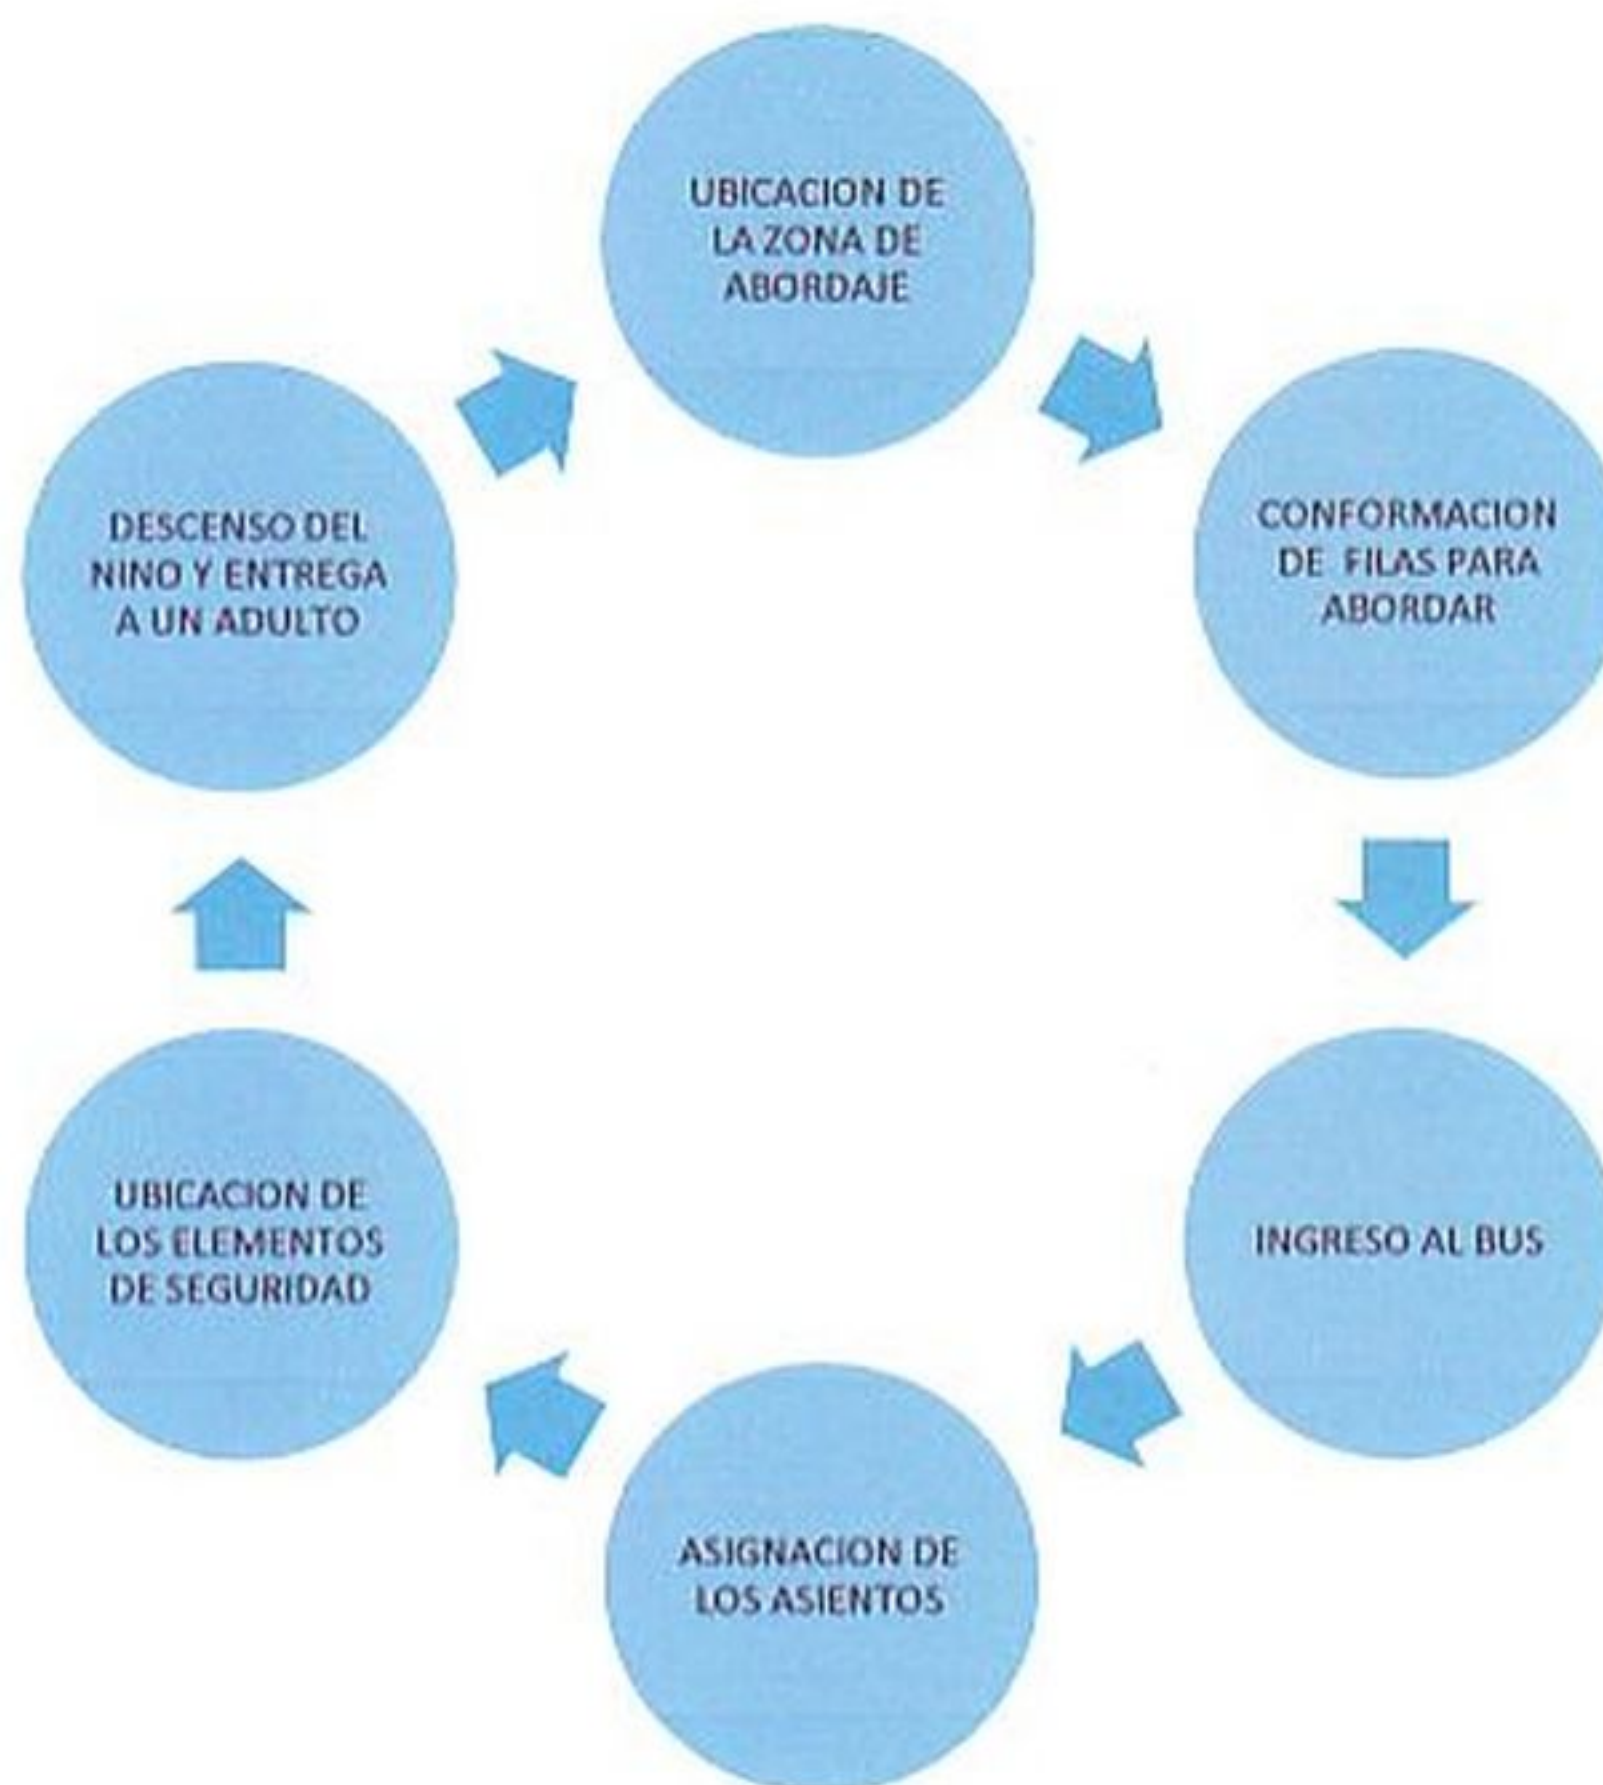 UBICACION DE
LA ZONA DE
ABORDAJE
CONFORMACION
DE FILAS PARA
ABORDAR
INGRESO AL BUS
ASIGNACION DE
LOS ASIENTOS
UBICACION DE
LOS ELEMENTOS
DE SEGURIDAD
DESCENSO DEL
NINO Y ENTREGA
A UN ADULTO